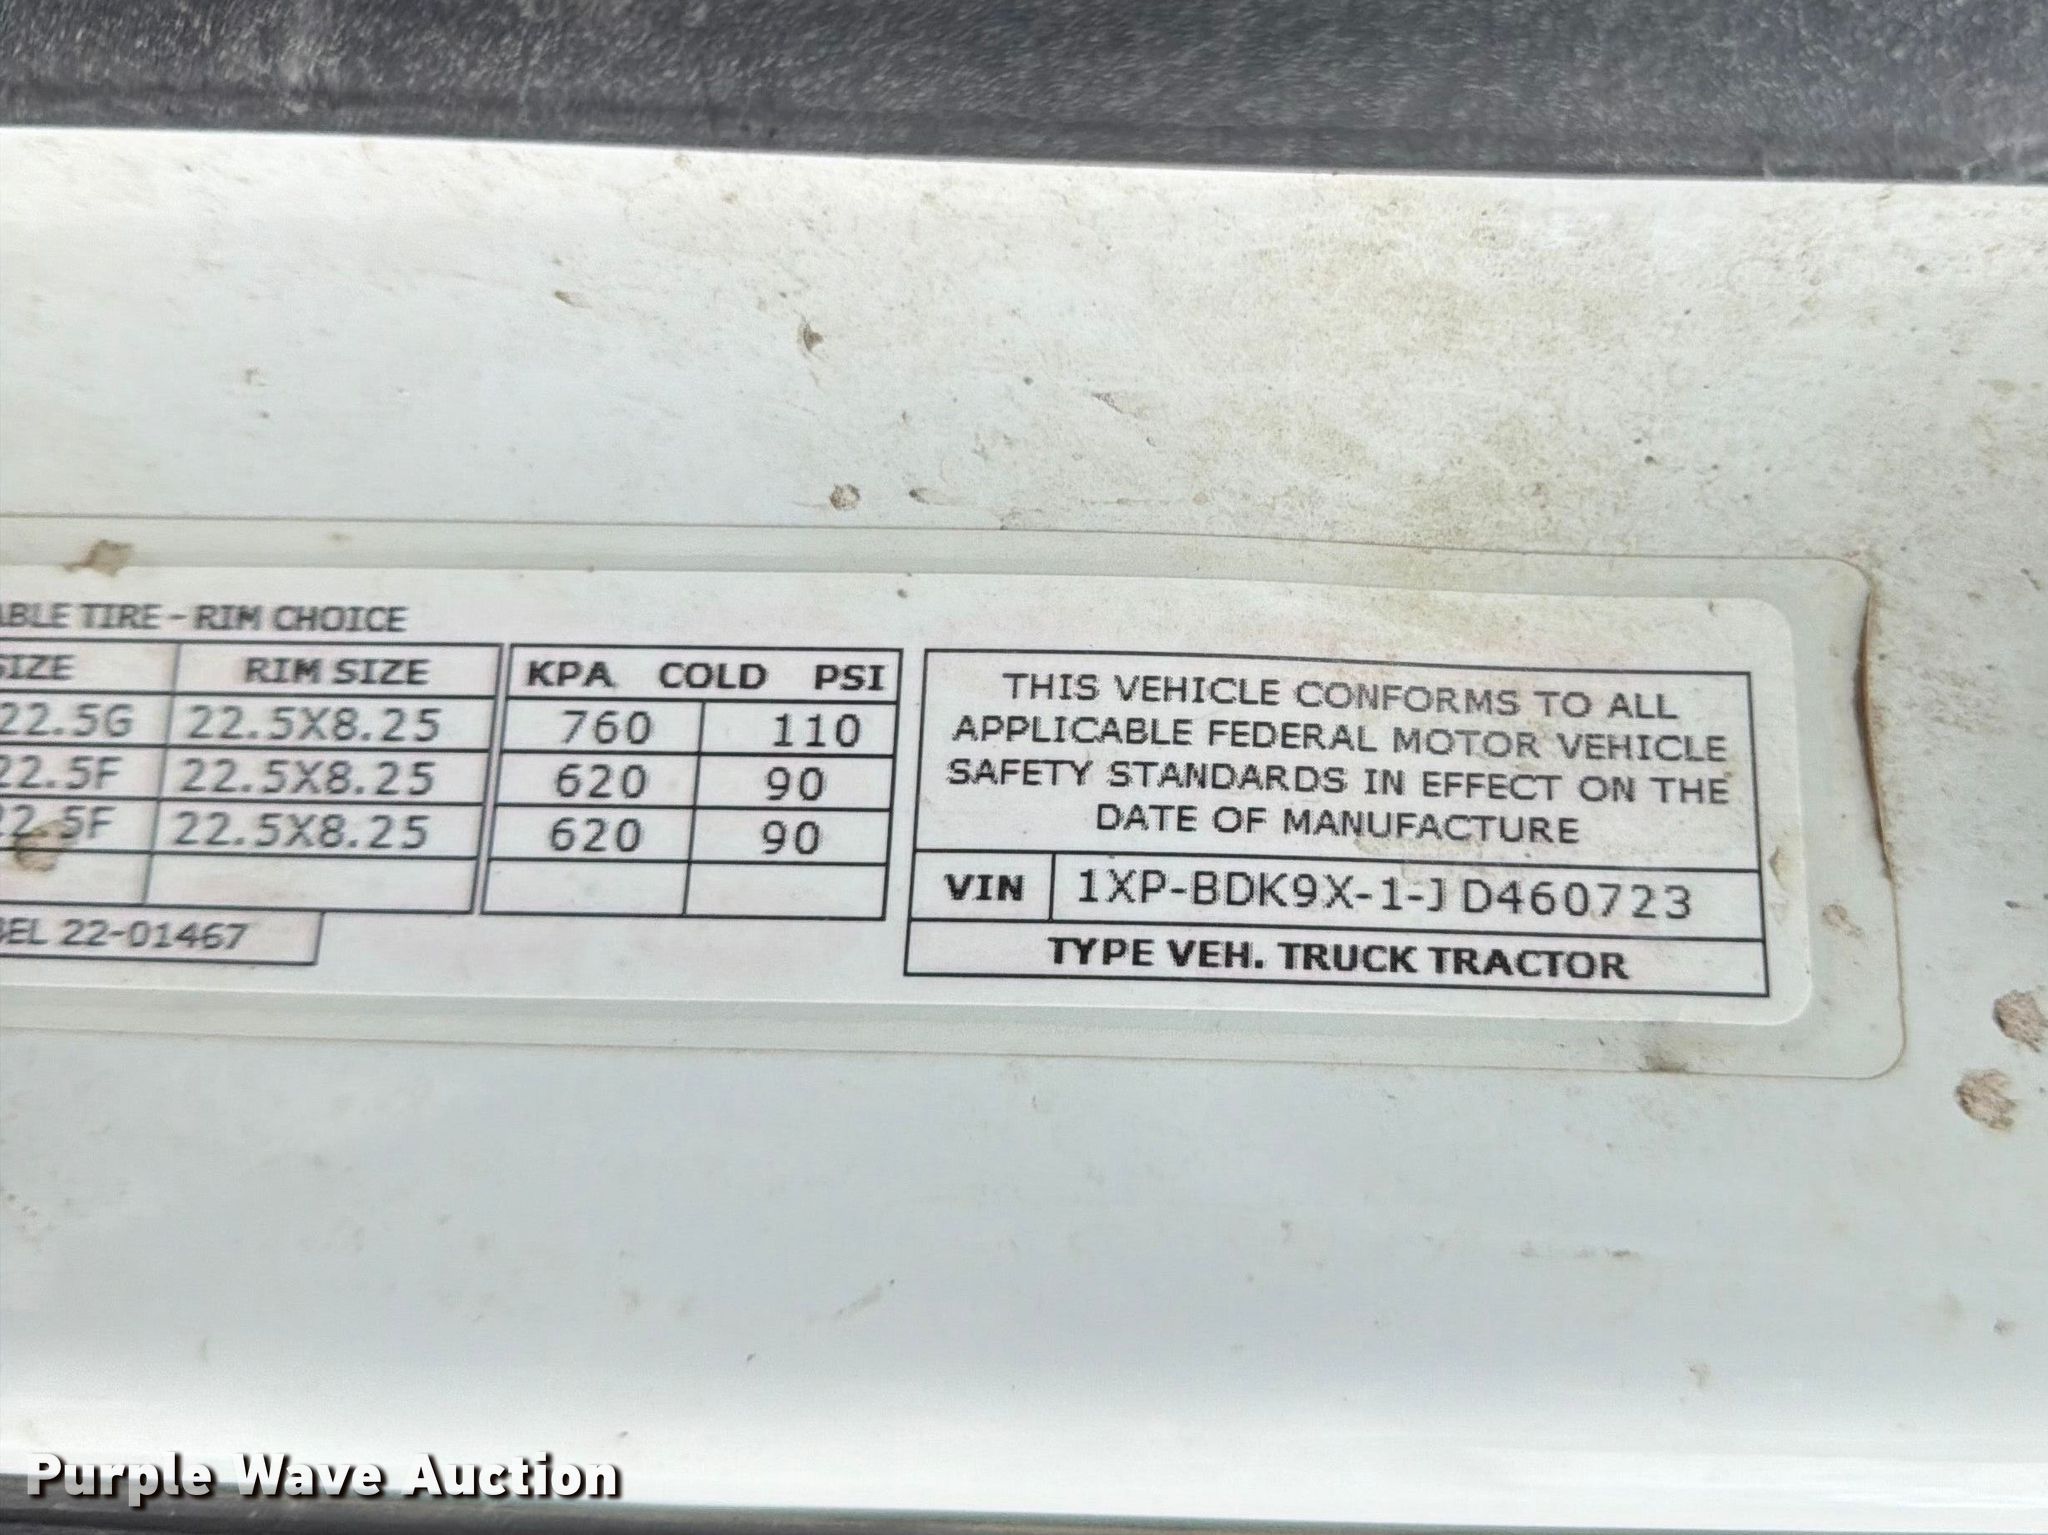 ABLE TIRE - RIM CHOICE
SIZE RIM SIZE KPA COLD PSI
22.5G 22.5X8.25 760 110
22.5F 22.5X8.25 620 90
22.5F 22.5X8.25 620 90
BEL 22-01467
THIS VEHICLE CONFORMS TO ALL
APPLICABLE FEDERAL MOTOR VEHICLE
SAFETY STANDARDS IN EFFECT ON THE
DATE OF MANUFACTURE
VIN 1XP-BDK9X-1-JD460723
TYPE VEH. TRUCK TRACTOR
Purple Wave Auction